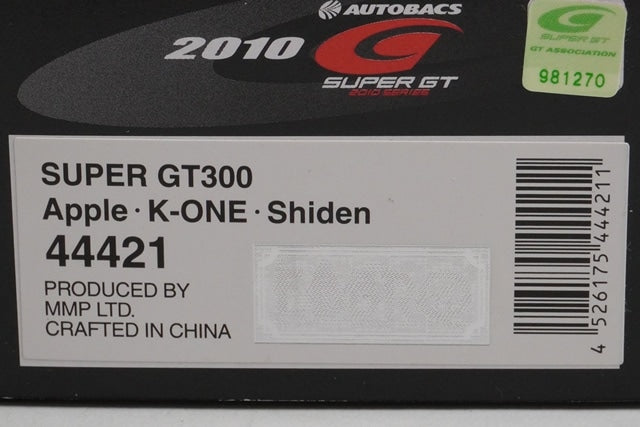 AUTOBACS
2010
SUPER GT
2010 SERIES
SUPER GT
GT ASSOCIATION
981270
SUPER GT300
Apple · K-ONE · Shiden
44421
PRODUCED BY
MMP LTD.
CRAFTED IN CHINA
4 526175 444211